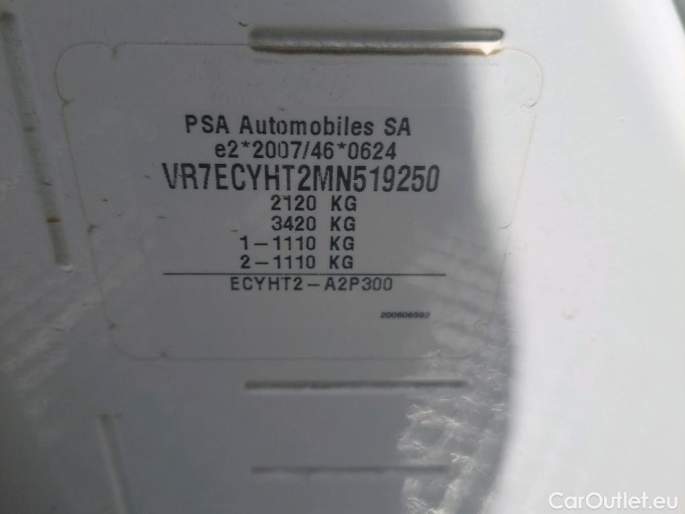 PSA Automobiles SA
e2*2007/46*0624
VR7ECYHT2MN519250
2120 KG
3420 KG
1-1110 KG
2-1110 KG
ECYHT2-A2P300
CarOutlet.eu